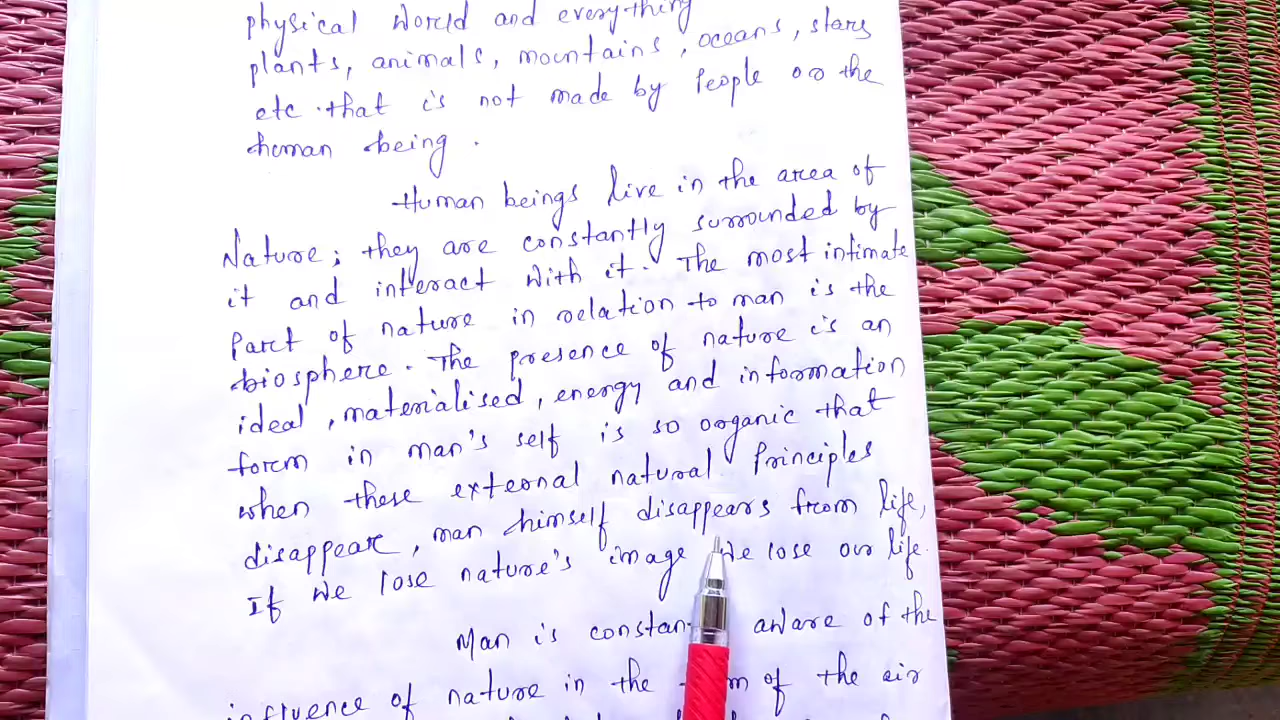 physical world and everything
plants, animals, mountains, oceans, stars
etc. that is not made by People or the
human being.
Human beings live in the area of
Nature; they are constantly surrounded by
it and interact with it. The most intimate
Part of nature in relation to man is the
biosphere. The presence of nature is an
ideal, materialised, energy and information
form in man's self is so organic that
when these external natural Principles
disappear, man himself disappears from life,
If we lose nature's image we lose our life.
Man is aware of the
influence of nature in the of the air